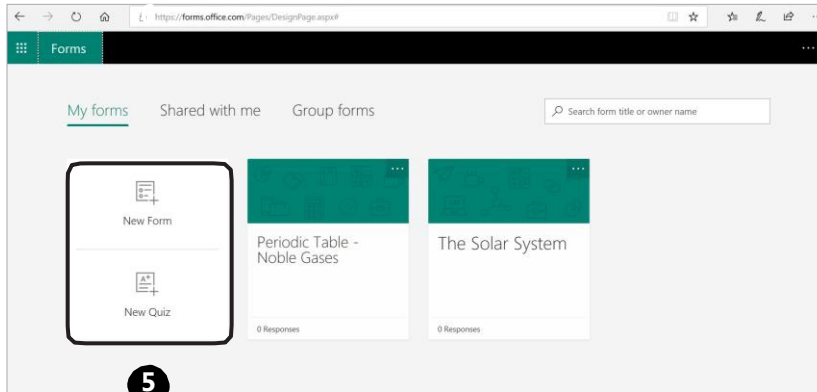 https://forms.office.com/Pages/DesignPage.aspx#
Forms
My forms Shared with me Group forms
Search form title or owner name
New Form
New Quiz
Periodic Table -
Noble Gases
0 Responses
The Solar System
0 Responses
5